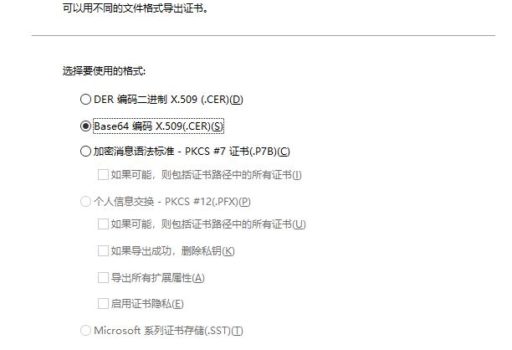 可以用不同的文件格式导出证书。
选择要使用的格式:
DER 编码二进制 X.509 (.CER)(D)
Base64 编码 X.509(.CER)(S)
加密消息语法标准 - PKCS #7 证书(.P7B)(C)
如果可能，则包括证书路径中的所有证书(I)
个人信息交换 - PKCS #12(.PFX)(P)
如果可能，则包括证书路径中的所有证书(U)
如果导出成功，删除私钥(K)
导出所有扩展属性(A)
启用证书隐私(E)
Microsoft 系列证书存储(.SST)(T)